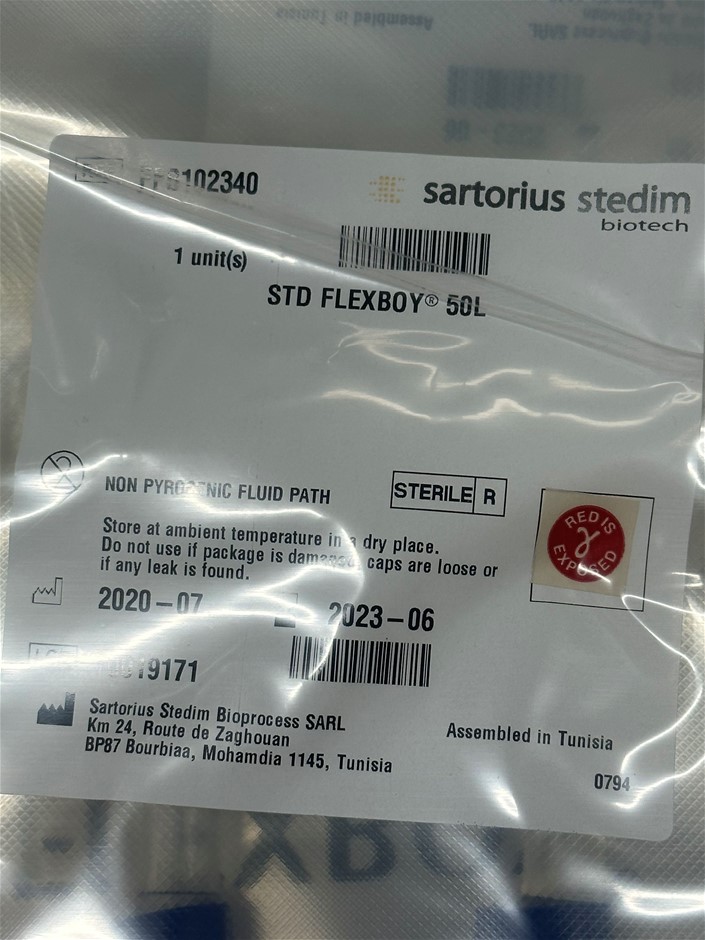 sartorius stedim
biotech
1 unit(s)
STD FLEXBOY® 50L
NON PYROGENIC FLUID PATH
STERILE R
RED IS
γ
EXPOSED
Store at ambient temperature in a dry place.
Do not use if package is damaged, caps are loose or
if any leak is found.
2020-07
2023-06
Sartorius Stedim Bioprocess SARL
Km 24, Route de Zaghouan
BP87 Bourbiaa, Mohamdia 1145, Tunisia
Assembled in Tunisia
0794